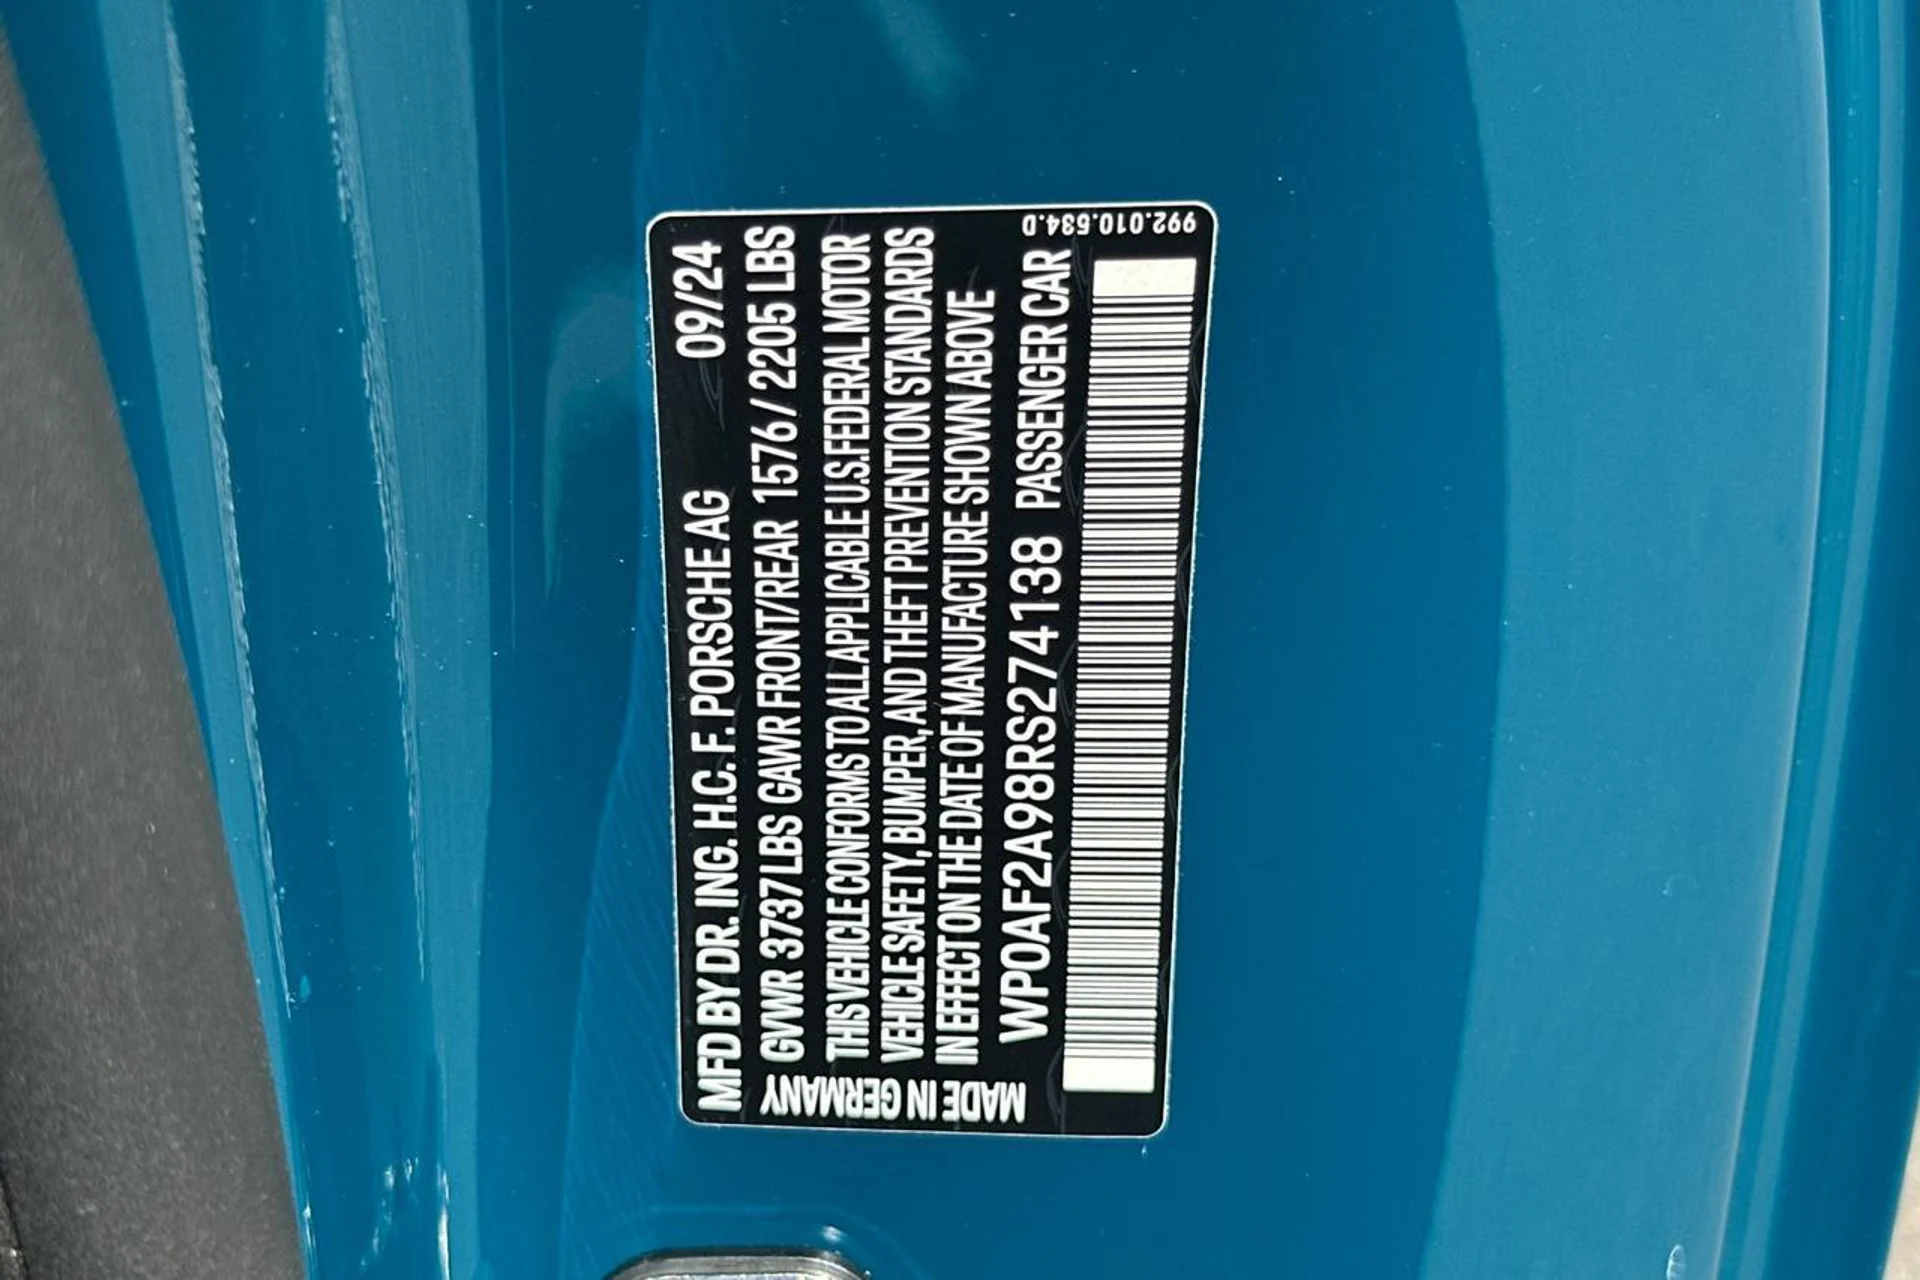 MFD BY DR. ING. H.C. F. PORSCHE AG 09/24
GVWR 3737 LBS GAWR FRONT/REAR 1576 / 2205 LBS
THIS VEHICLE CONFORMS TO ALL APPLICABLE U.S. FEDERAL MOTOR
VEHICLE SAFETY, BUMPER, AND THEFT PREVENTION STANDARDS
IN EFFECT ON THE DATE OF MANUFACTURE SHOWN ABOVE
WP0AF2A98RS274138 PASSENGER CAR
MADE IN GERMANY
992.010.534.D